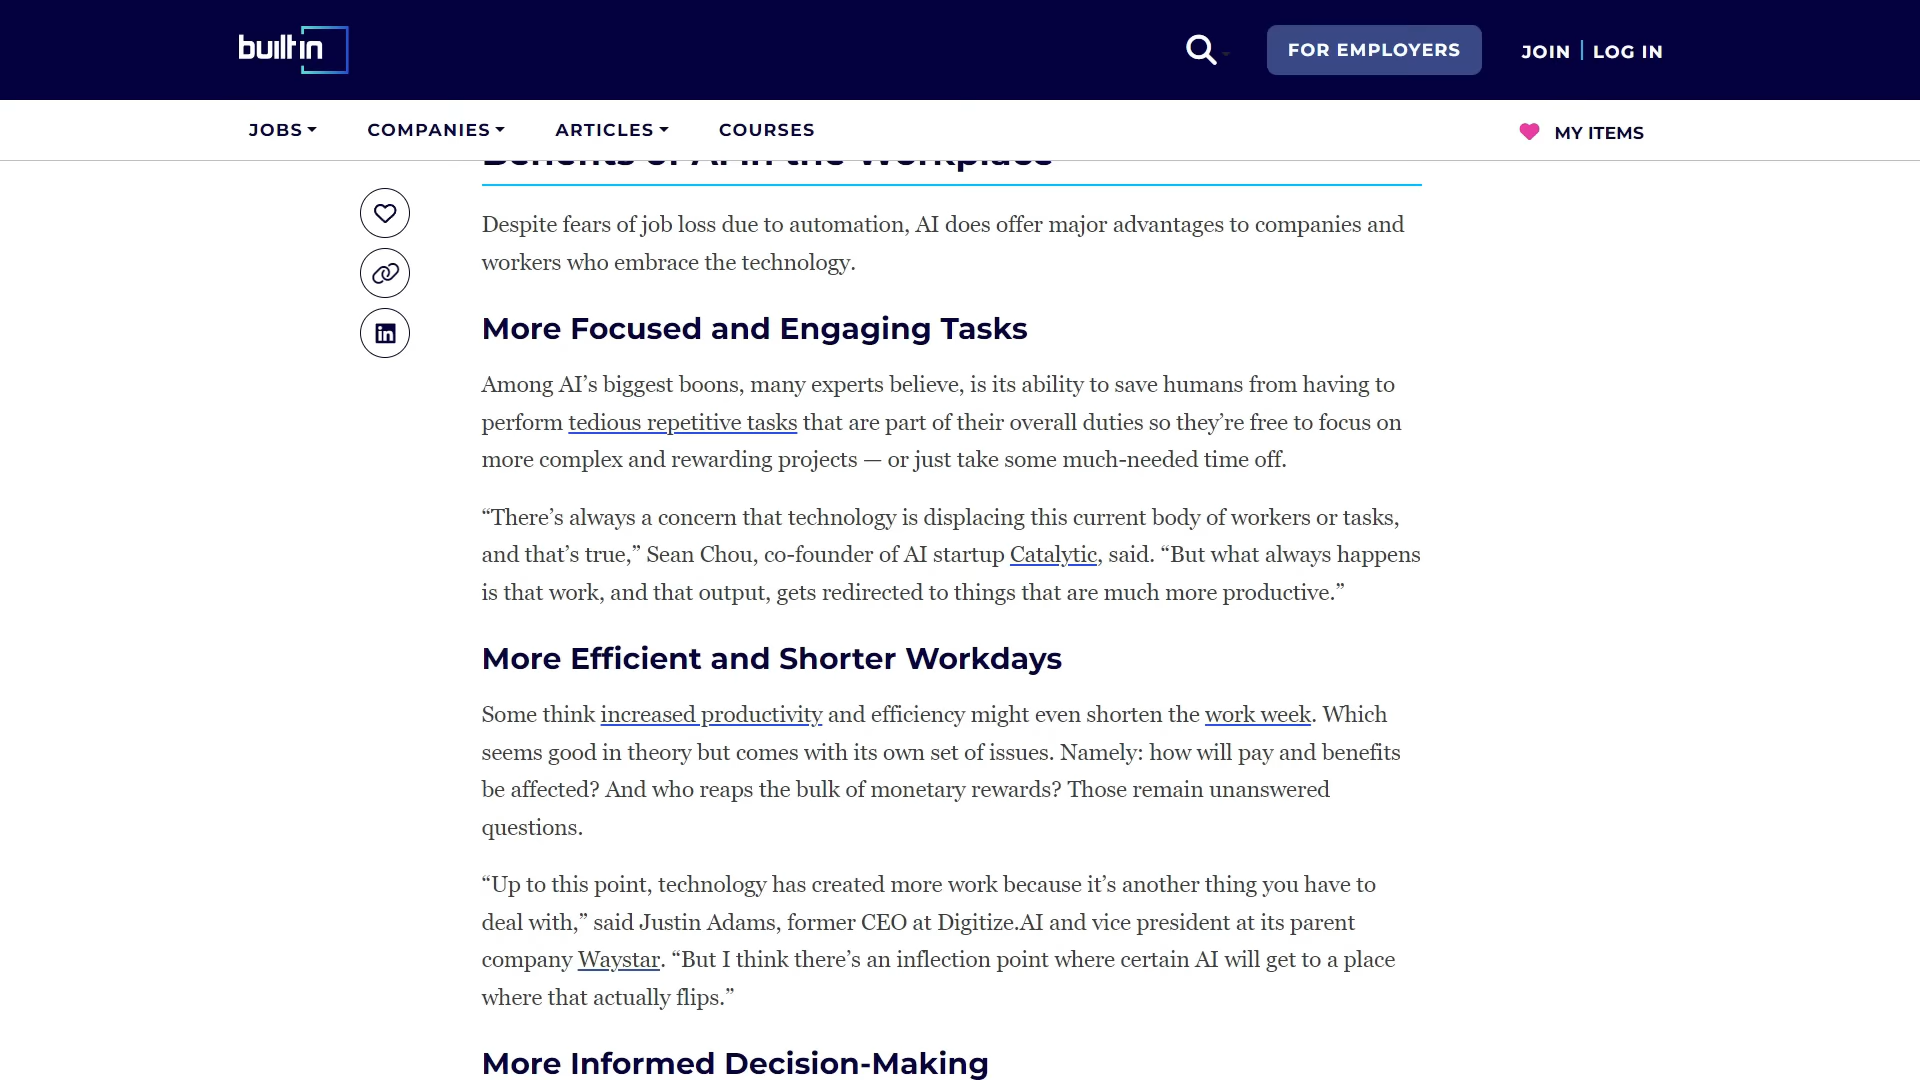 builtin
FOR EMPLOYERS
JOIN
LOG IN
JOBS
COMPANIES
ARTICLES
COURSES
MY ITEMS
Benefits of AI in the Workplace
Despite fears of job loss due to automation, AI does offer major advantages to companies and
workers who embrace the technology.
More Focused and Engaging Tasks
Among AI’s biggest boons, many experts believe, is its ability to save humans from having to
perform tedious repetitive tasks that are part of their overall duties so they’re free to focus on
more complex and rewarding projects — or just take some much-needed time off.
“There’s always a concern that technology is displacing this current body of workers or tasks,
and that’s true,” Sean Chou, co-founder of AI startup Catalytic, said. “But what always happens
is that work, and that output, gets redirected to things that are much more productive.”
More Efficient and Shorter Workdays
Some think increased productivity and efficiency might even shorten the work week. Which
seems good in theory but comes with its own set of issues. Namely: how will pay and benefits
be affected? And who reaps the bulk of monetary rewards? Those remain unanswered
questions.
“Up to this point, technology has created more work because it’s another thing you have to
deal with,” said Justin Adams, former CEO at Digitize.AI and vice president at its parent
company Waystar. “But I think there’s an inflection point where certain AI will get to a place
where that actually flips.”
More Informed Decision-Making